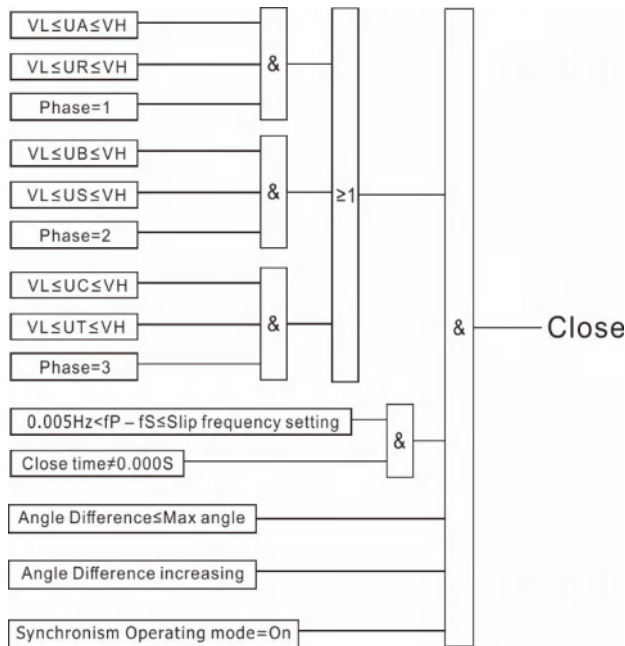 VL≤UA≤VH
VL≤UR≤VH
&
Phase=1
VL≤UB≤VH
VL≤US≤VH
&
≥1
Phase=2
VL≤UC≤VH
VL≤UT≤VH
&
&
Close
Phase=3
0.005Hz<fP – fS≤Slip frequency setting
&
Close time≠0.000S
Angle Difference≤Max angle
Angle Difference increasing
Synchronism Operating mode=On